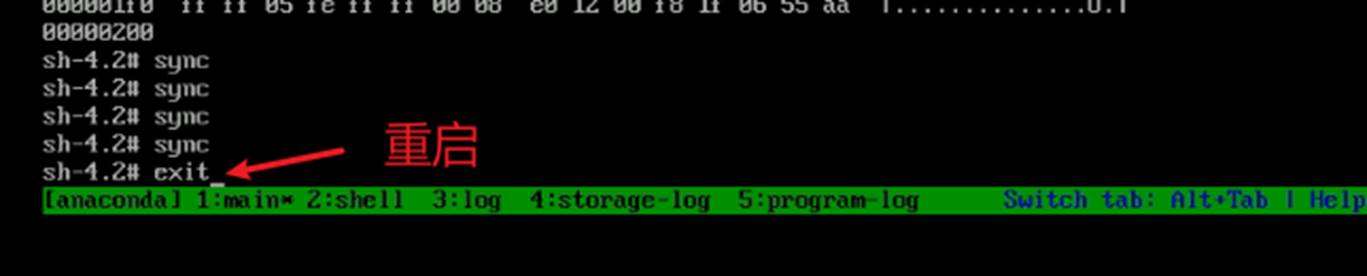 000001f0  ff ff 05 fe ff ff 00 08  e0 12 00 f8 1f 06 55 aa  |..............U.|
00000200
sh-4.2# sync
sh-4.2# sync
sh-4.2# sync
sh-4.2# sync
sh-4.2# exit
重启
[anaconda] 1:main* 2:shell  3:log  4:storage-log  5:program-log        Switch tab: Alt+Tab | Help